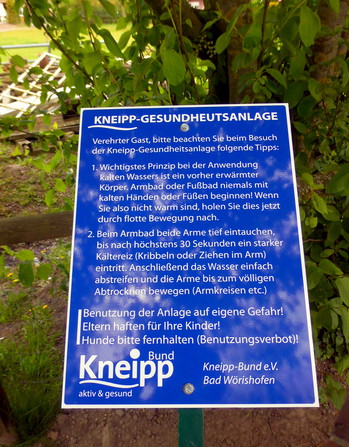 KNEIPP-GESUNDHEUTSANLAGE
Verehrter Gast, bitte beachten Sie beim Besuch
der Kneipp-Gesundheitsanlage folgende Tipps:
1. Wichtigstes Prinzip bei der Anwendung
kalten Wassers ist ein vorher erwärmter
Körper, Armbad oder Fußbad niemals mit
kalten Händen oder Füßen beginnen! Wenn
Sie also nicht warm sind, holen Sie dies jetzt
durch flotte Bewegung nach.
2. Beim Armbad beide Arme tief eintauchen,
bis nach höchstens 30 Sekunden ein starker
Kältereiz (Kribbeln oder Ziehen im Arm)
eintritt. Anschließend das Wasser einfach
abstreifen und die Arme bis zum völligen
Abtrocknen bewegen (Armkreisen etc.)
Benutzung der Anlage auf eigene Gefahr!
Eltern haften für Ihre Kinder!
Hunde bitte fernhalten (Benutzungsverbot)!
Kneipp Bund
aktiv & gesund
Kneipp-Bund e.V.
Bad Wörishofen